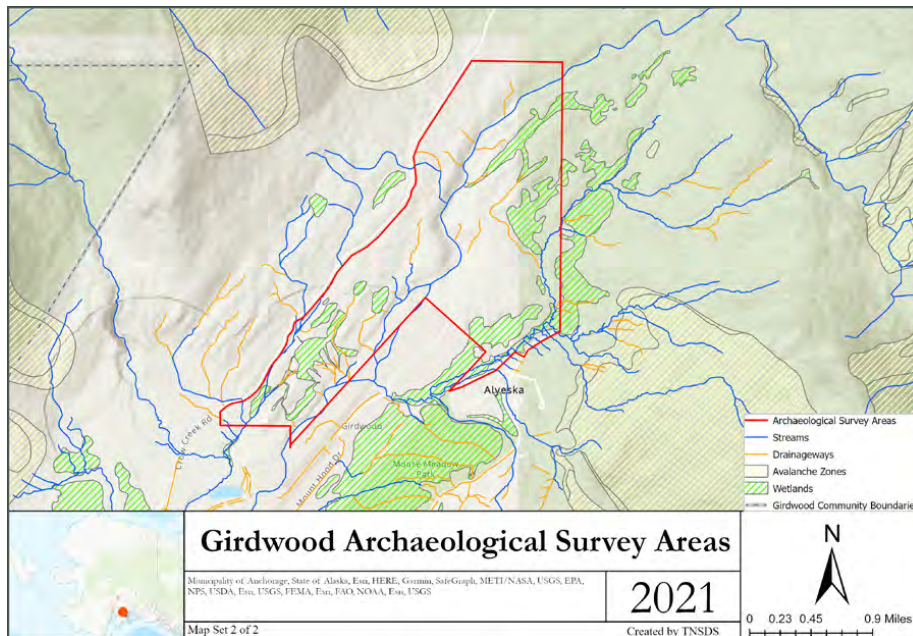 Alyeska
Girdwood
Crow Creek Rd
Mount Hood Dr
Moose Meadow
Park
Archaeological Survey Areas
Streams
Drainageways
Avalanche Zones
Wetlands
Girdwood Community Boundarie
Girdwood Archaeological Survey Areas
Municipality of Anchorage, State of Alaska, Esri, HERE, Garmin, SafeGraph, METI/NASA, USGS, EPA,
NPS, USDA, Esri, USGS, FEMA, Esri, FAO, NOAA, Esri, USGS
2021
Map Set 2 of 2
Created by TNSDS
N
0 0.23 0.45 0.9 Miles